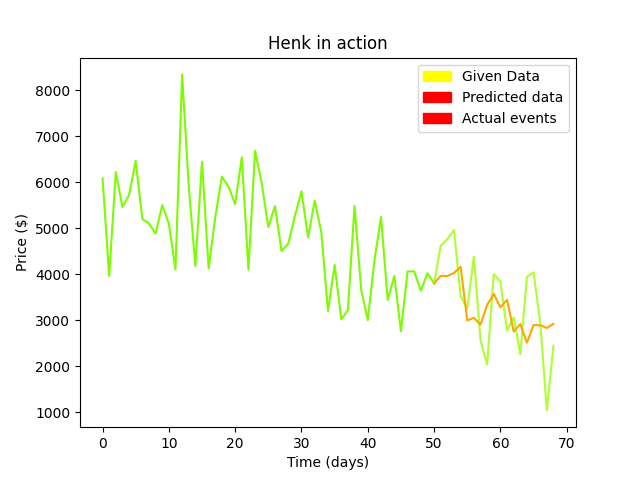 Henk in action
Given Data
Predicted data
Actual events
Price ($)
8000
7000
6000
5000
4000
3000
2000
1000
0 10 20 30 40 50 60 70
Time (days)